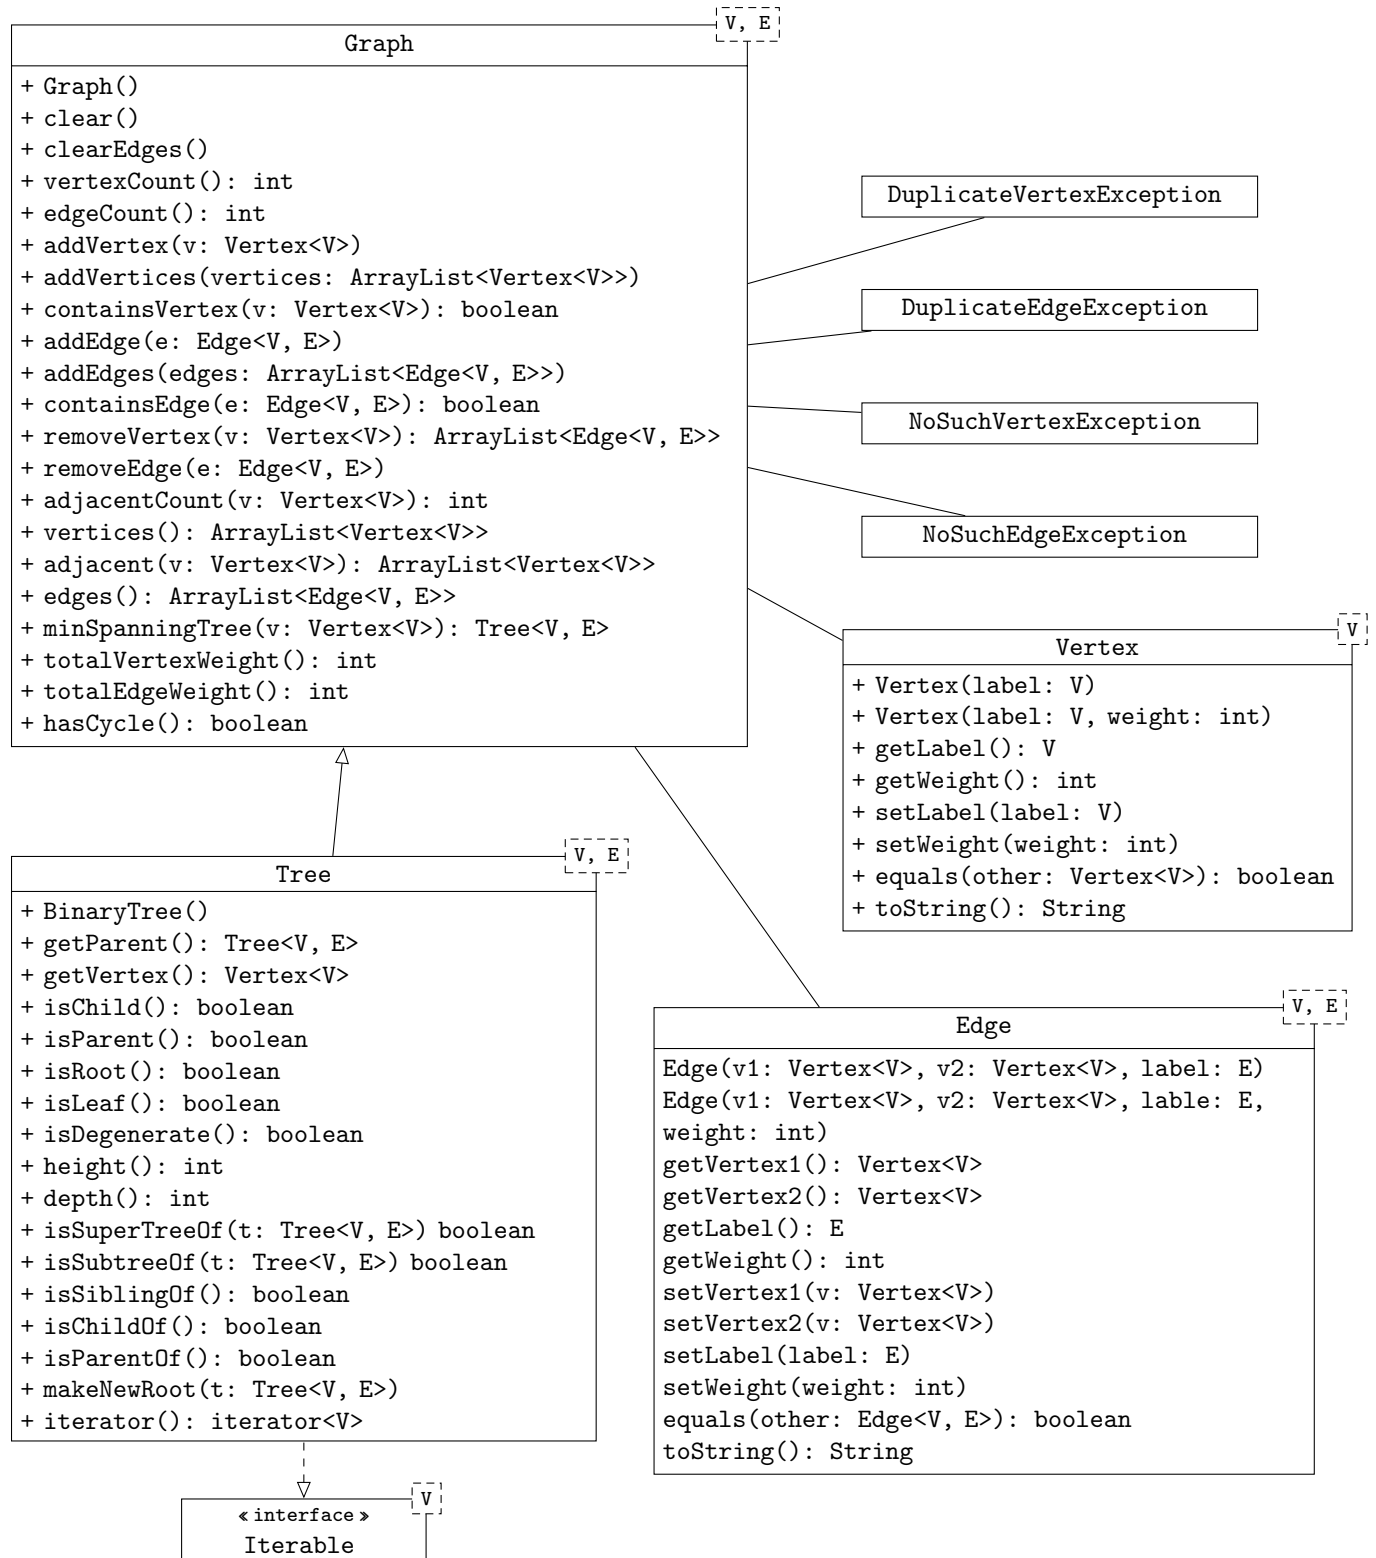 V, E
Graph
+ Graph()
+ clear()
+ clearEdges()
+ vertexCount(): int
+ edgeCount(): int
+ addVertex(v: Vertex<V>)
+ addVertices(vertices: ArrayList<Vertex<V>>)
+ containsVertex(v: Vertex<V>): boolean
+ addEdge(e: Edge<V, E>)
+ addEdges(edges: ArrayList<Edge<V, E>>)
+ containsEdge(e: Edge<V, E>): boolean
+ removeVertex(v: Vertex<V>): ArrayList<Edge<V, E>>
+ removeEdge(e: Edge<V, E>)
+ adjacentCount(v: Vertex<V>): int
+ vertices(): ArrayList<Vertex<V>>
+ adjacent(v: Vertex<V>): ArrayList<Vertex<V>>
+ edges(): ArrayList<Edge<V, E>>
+ minSpanningTree(v: Vertex<V>): Tree<V, E>
+ totalVertexWeight(): int
+ totalEdgeWeight(): int
+ hasCycle(): boolean
DuplicateVertexException
DuplicateEdgeException
NoSuchVertexException
NoSuchEdgeException
V
Vertex
+ Vertex(label: V)
+ Vertex(label: V, weight: int)
+ getLabel(): V
+ getWeight(): int
+ setLabel(label: V)
+ setWeight(weight: int)
+ equals(other: Vertex<V>): boolean
+ toString(): String
V, E
Tree
+ BinaryTree()
+ getParent(): Tree<V, E>
+ getVertex(): Vertex<V>
+ isChild(): boolean
+ isParent(): boolean
+ isRoot(): boolean
+ isLeaf(): boolean
+ isDegenerate(): boolean
+ height(): int
+ depth(): int
+ isSuperTreeOf(t: Tree<V, E>) boolean
+ isSubtreeOf(t: Tree<V, E>) boolean
+ isSiblingOf(): boolean
+ isChildOf(): boolean
+ isParentOf(): boolean
+ makeNewRoot(t: Tree<V, E>)
+ iterator(): iterator<V>
V, E
Edge
Edge(v1: Vertex<V>, v2: Vertex<V>, label: E)
Edge(v1: Vertex<V>, v2: Vertex<V>, lable: E,
weight: int)
getVertex1(): Vertex<V>
getVertex2(): Vertex<V>
getLabel(): E
getWeight(): int
setVertex1(v: Vertex<V>)
setVertex2(v: Vertex<V>)
setLabel(label: E)
setWeight(weight: int)
equals(other: Edge<V, E>): boolean
toString(): String
V
« interface »
Iterable